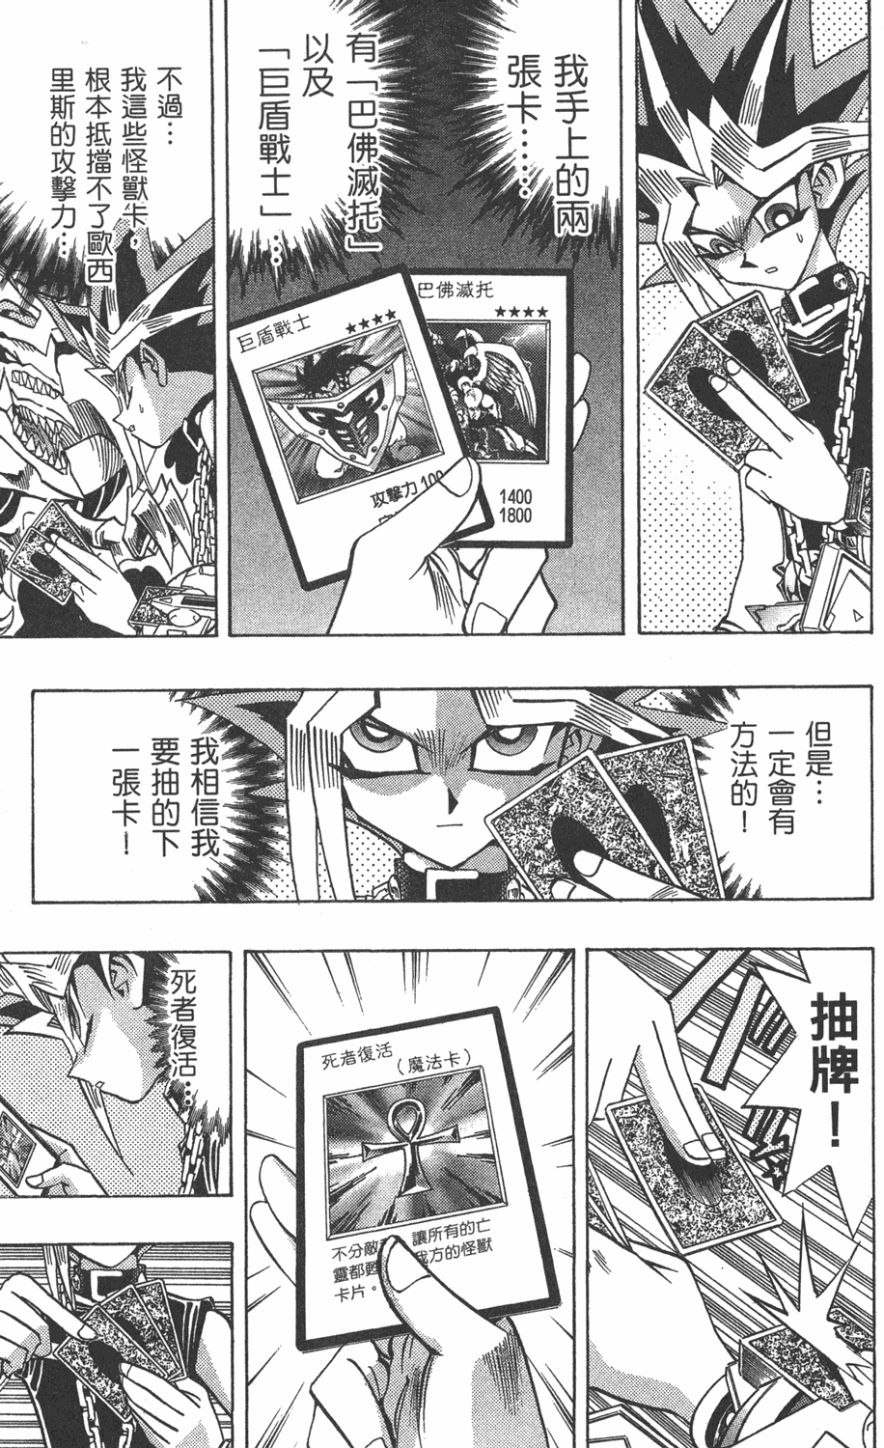 我手上的兩
張卡……
有「巴佛滅托」
以及
「巨盾戰士」…
巴佛滅托
★★★★
1400
1800
巨盾戰士
★★★★
攻擊力100
不過…
我這些怪獸卡，
根本抵擋不了歐西
里斯的攻擊力…
但是…
一定會有
方法的！
我相信我
要抽的下
一張卡！
抽牌！
死者復活
（魔法卡）
不分敵 讓所有的亡
靈都甦 我方的怪獸
卡片。
死者復活…